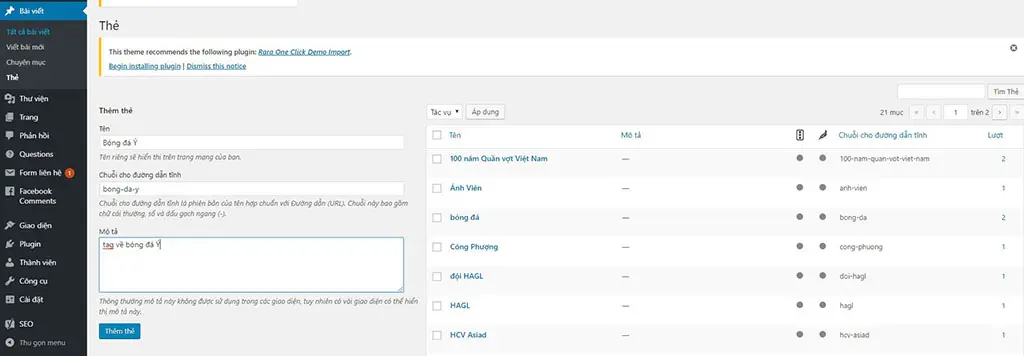 Bài viết
Tất cả bài viết
Viết bài mới
Chuyên mục
Thẻ
Thư viện
Trang
Phản hồi
Questions
Form liên hệ 1
Facebook
Comments
Giao diện
Plugin
Thành viên
Công cụ
Cài đặt
SEO
Thu gọn menu
Thẻ
This theme recommends the following plugin: Rara One Click Demo Import.
Begin installing plugin | Dismiss this notice
Tìm Thẻ
Thêm thẻ
Tên
Bóng đá Ý
Tên riêng sẽ hiển thị trên trang mạng của bạn.
Chuỗi cho đường dẫn tĩnh
bong-da-y
Chuỗi cho đường dẫn tĩnh là phiên bản của tên hợp chuẩn với Đường dẫn (URL). Chuỗi này bao gồm
chữ cái thường, số và dấu gạch ngang (-).
Mô tả
tag về bóng đá Ý
Thông thường mô tả này không được sử dụng trong các giao diện, tuy nhiên có vài giao diện có thể hiển
thị mô tả này.
Thêm thẻ
Tác vụ Áp dụng 21 mục « ‹ 1 trên 2 › »
Tên Mô tả Chuỗi cho đường dẫn tĩnh Lượt
100 năm Quần vợt Việt Nam — 100-nam-quan-vot-viet-nam 2
Ánh Viên — anh-vien 1
bóng đá — bong-da 2
Công Phượng — cong-phuong 1
đội HAGL — doi-hagl 1
HAGL — hagl 1
HCV Asiad — hcv-asiad 1